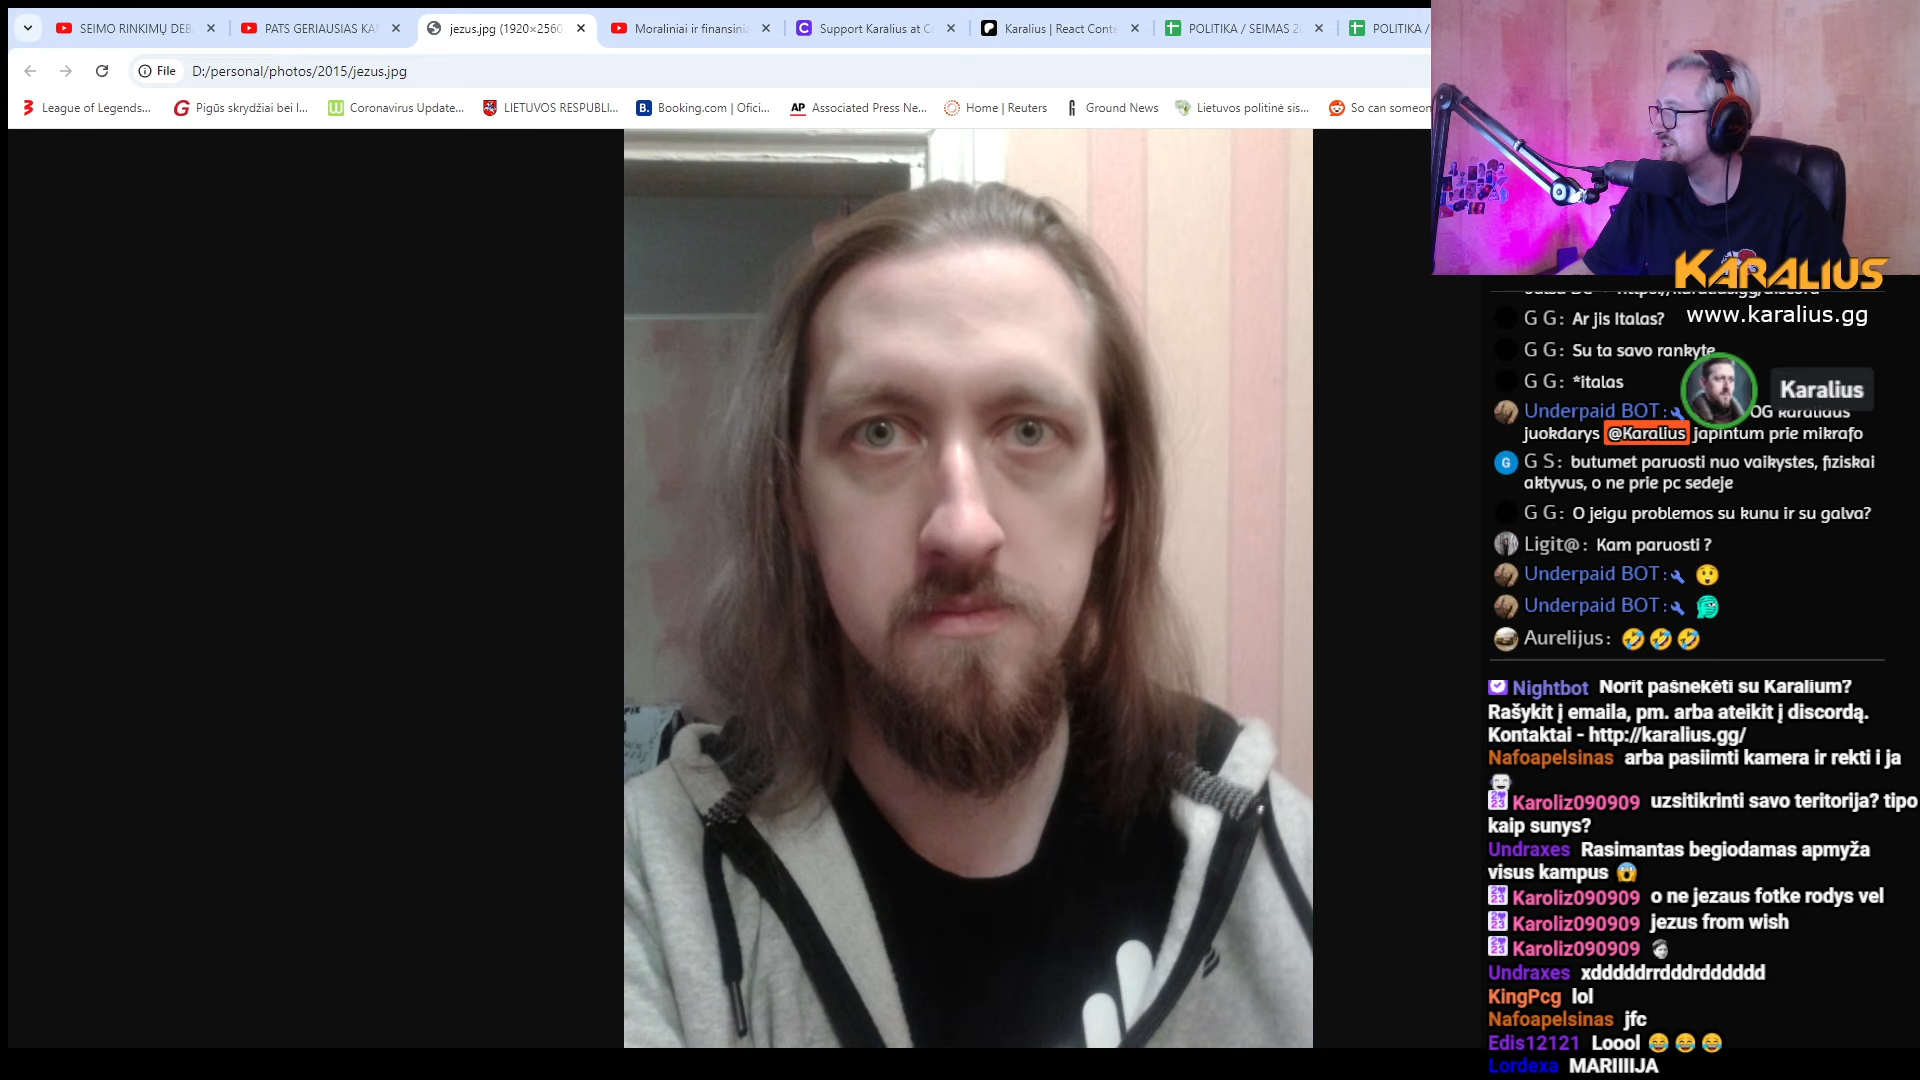 SEIMO RINKIMŲ DEB
PATS GERIAUSIAS KA
jezus.jpg (1920×2560
Moraliniai ir finansinia
Support Karalius at C
Karalius | React Conte
POLITIKA / SEIMAS 2
POLITIKA /
File
D:/personal/photos/2015/jezus.jpg
League of Legends...
Pigūs skrydžiai bei l...
Coronavirus Update...
LIETUVOS RESPUBLI...
Booking.com | Ofici...
Associated Press Ne...
Home | Reuters
Ground News
Lietuvos politinė sis...
So can someon
KARALIUS
www.karalius.gg
G G: Ar jis Italas?
G G: Su ta savo rankyte
G G: *italas
Karalius
Underpaid BOT: OG karaliaus
juokdarys @Karalius japintum prie mikrafo
G S: butumet paruosti nuo vaikystes, fiziskai
aktyvus, o ne prie pc sedeje
G G: O jeigu problemos su kunu ir su galva?
Ligit@: Kam paruosti ?
Underpaid BOT: 😲
Underpaid BOT:
Aurelijus: 🤣🤣🤣
Nightbot Norit pašnekėti su Karalium?
Rašykit į emaila, pm. arba ateikit į discordą.
Kontaktai - http://karalius.gg/
Nafoapelsinas arba pasiimti kamera ir rekti i ja
Karoliz090909 uzsitikrinti savo teritorija? tipo
kaip sunys?
Undraxes Rasimantas begiodamas apmyža
visus kampus 😱
Karoliz090909 o ne jezaus fotke rodys vel
Karoliz090909 jezus from wish
Karoliz090909
Undraxes xdddddrrdddrdddddd
KingPcg lol
Nafoapelsinas jfc
Edis12121 Loool 😂😂😂
Lordexa MARIIIIJA